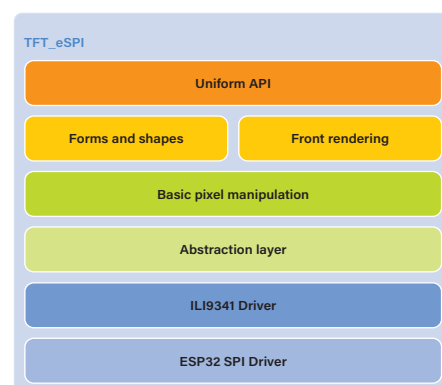 TFT_eSPI
Uniform API
Forms and shapes
Front rendering
Basic pixel manipulation
Abstraction layer
ILI9341 Driver
ESP32 SPI Driver